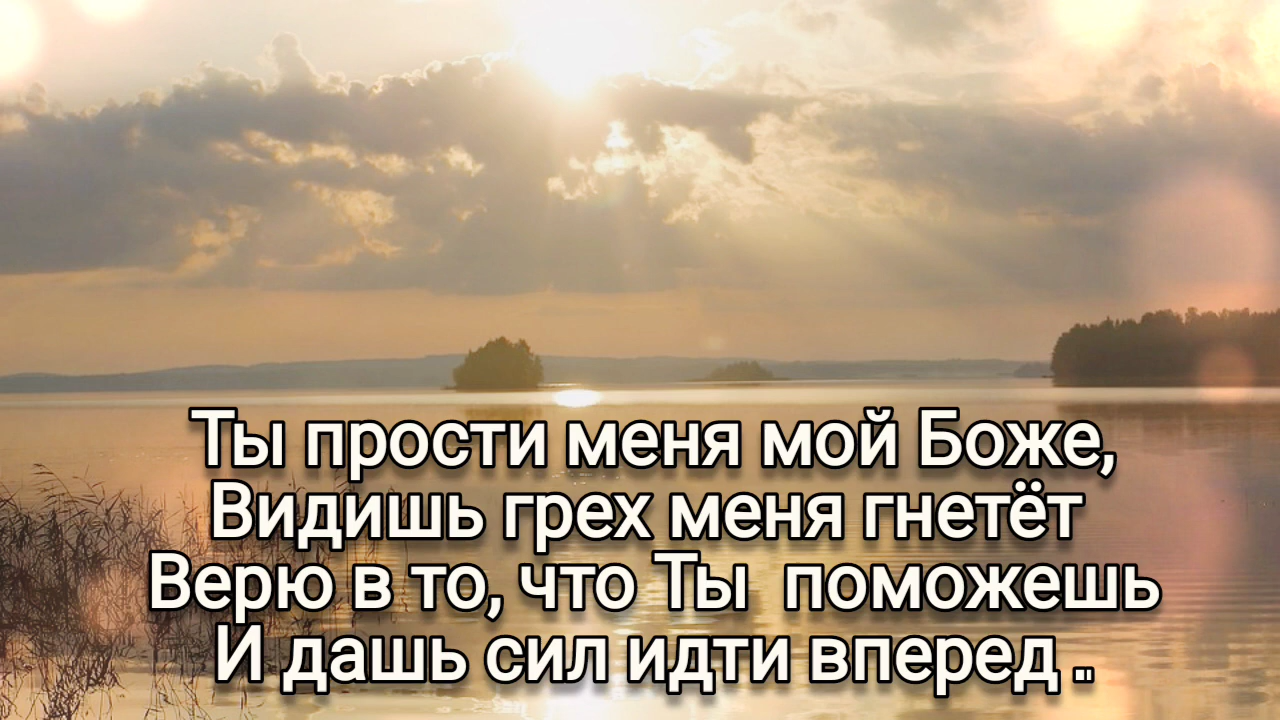 Ты прости меня мой Боже,
Видишь грех меня гнетёт
Верю в то, что Ты поможешь
И дашь сил идти вперед ..